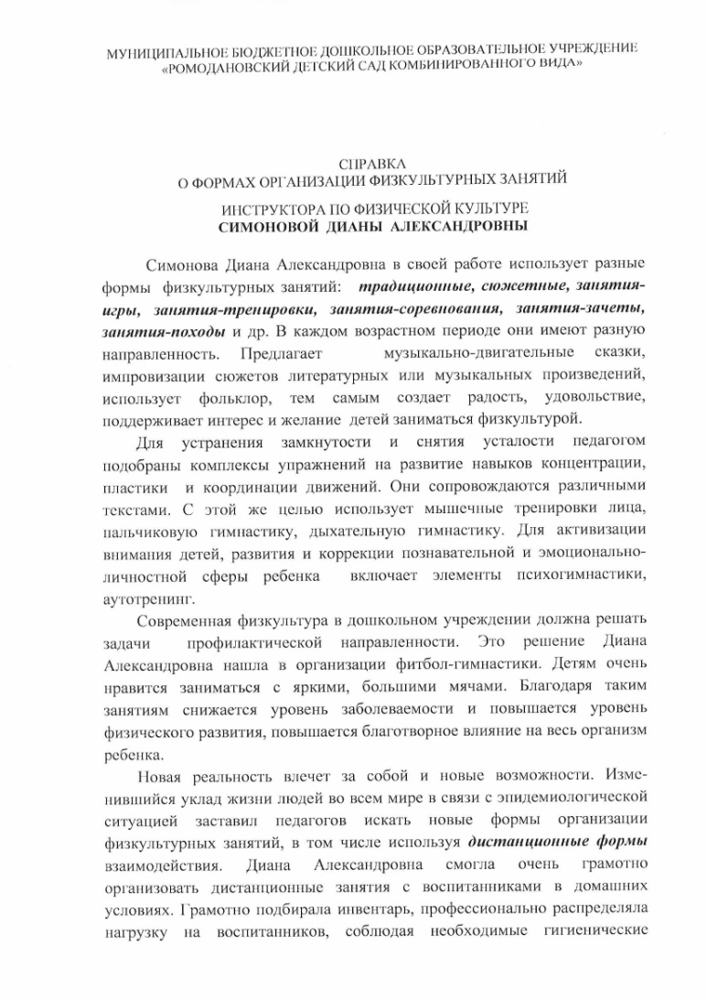 МУНИЦИПАЛЬНОЕ БЮДЖЕТНОЕ ДОШКОЛЬНОЕ ОБРАЗОВАТЕЛЬНОЕ УЧРЕЖДЕНИЕ
«РОМОДАНОВСКИЙ ДЕТСКИЙ САД КОМБИНИРОВАННОГО ВИДА»
СПРАВКА
О ФОРМАХ ОРГАНИЗАЦИИ ФИЗКУЛЬТУРНЫХ ЗАНЯТИЙ
ИНСТРУКТОРА ПО ФИЗИЧЕСКОЙ КУЛЬТУРЕ
СИМОНОВОЙ ДИАНЫ АЛЕКСАНДРОВНЫ
Симонова Диана Александровна в своей работе использует разные
формы физкультурных занятий: традиционные, сюжетные, занятия-
игры, занятия-тренировки, занятия-соревнования, занятия-зачеты,
занятия-походы и др. В каждом возрастном периоде они имеют разную
направленность. Предлагает музыкально-двигательные сказки,
импровизации сюжетов литературных или музыкальных произведений,
использует фольклор, тем самым создает радость, удовольствие,
поддерживает интерес и желание детей заниматься физкультурой.
Для устранения замкнутости и снятия усталости педагогом
подобраны комплексы упражнений на развитие навыков концентрации,
пластики и координации движений. Они сопровождаются различными
текстами. С этой же целью использует мышечные тренировки лица,
пальчиковую гимнастику, дыхательную гимнастику. Для активизации
внимания детей, развития и коррекции познавательной и эмоционально-
личностной сферы ребенка включает элементы психогимнастики,
аутотренинг.
Современная физкультура в дошкольном учреждении должна решать
задачи профилактической направленности. Это решение Диана
Александровна нашла в организации фитбол-гимнастики. Детям очень
нравится заниматься с яркими, большими мячами. Благодаря таким
занятиям снижается уровень заболеваемости и повышается уровень
физического развития, повышается благотворное влияние на весь организм
ребенка.
Новая реальность влечет за собой и новые возможности. Изме-
нившийся уклад жизни людей во всем мире в связи с эпидемиологической
ситуацией заставил педагогов искать новые формы организации
физкультурных занятий, в том числе используя дистанционные формы
взаимодействия. Диана Александровна смогла очень грамотно
организовать дистанционные занятия с воспитанниками в домашних
условиях. Грамотно подбирала инвентарь, профессионально распределяла
нагрузку на воспитанников, соблюдая необходимые гигиенические